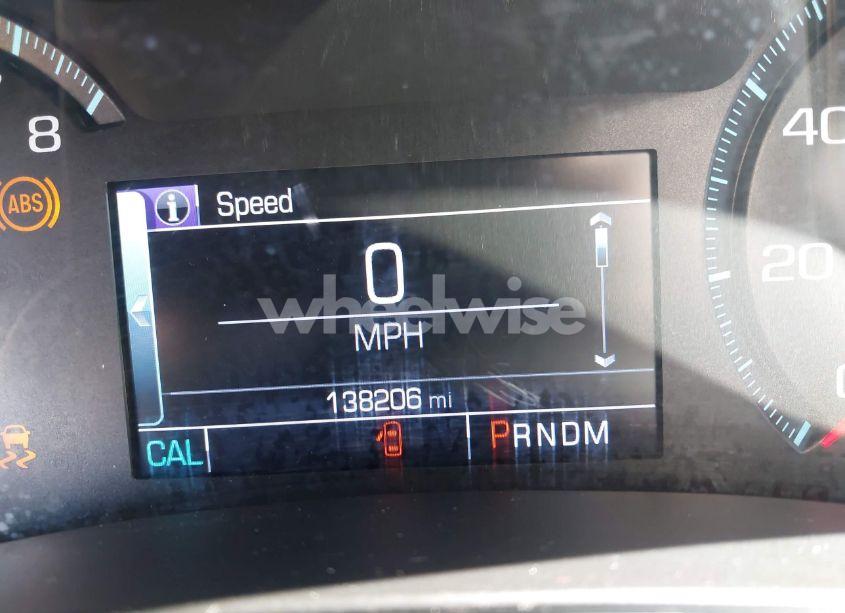 8
40
ABS
i Speed
0
20
wheelwise
MPH
138206 mi
CAL
PRNDM